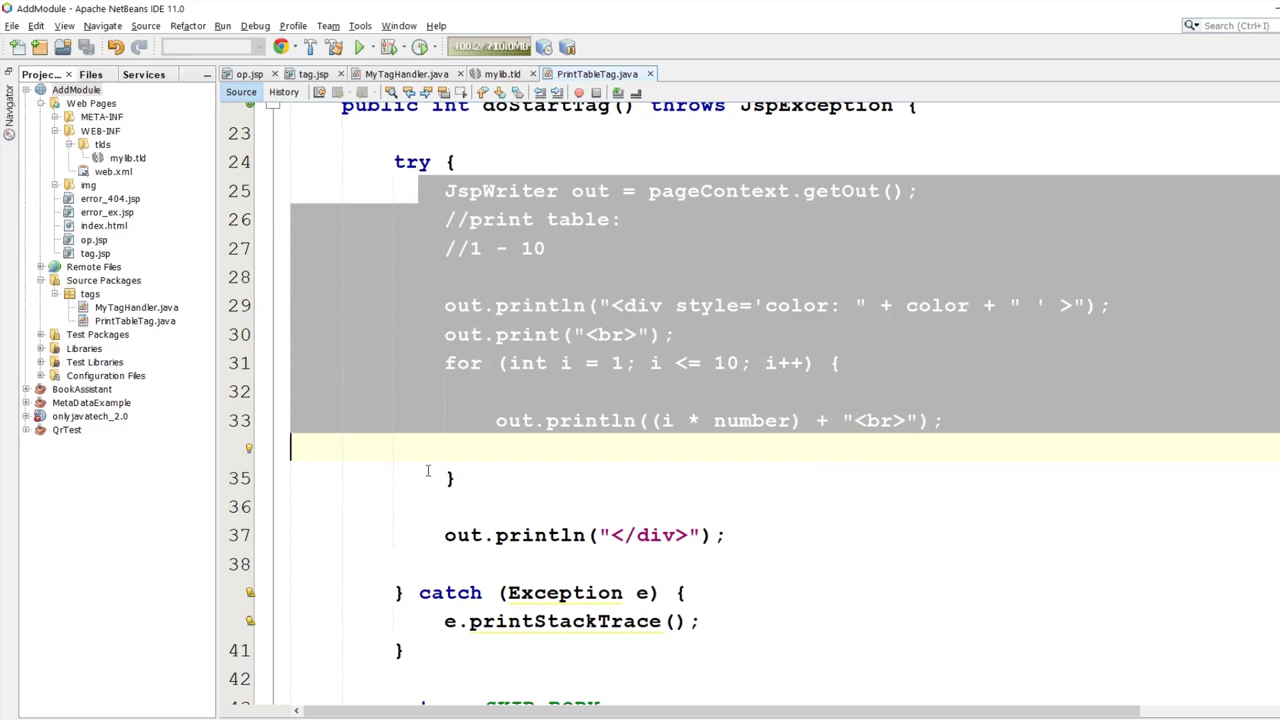 AddModule - Apache NetBeans IDE 11.0
File Edit View Navigate Source Refactor Run Debug Profile Team Tools Window Help
Search (Ctrl+I)
Projec... Files Services
op.jsp tag.jsp MyTagHandler.java mylib.tld PrintTableTag.java
Source History
Navigator
AddModule
Web Pages
META-INF
WEB-INF
tlds
mylib.tld
web.xml
img
error_404.jsp
error_ex.jsp
index.html
op.jsp
tag.jsp
Remote Files
Source Packages
tags
MyTagHandler.java
PrintTableTag.java
Test Packages
Libraries
Test Libraries
Configuration Files
BookAssistant
MetaDataExample
onlyjavatech_2.0
QrTest
public int doStartTag() throws JspException {
23
24 try {
25 JspWriter out = pageContext.getOut();
26 //print table:
27 //1 - 10
28
29 out.println("<div style='color: " + color + " ' >");
30 out.print("<br>");
31 for (int i = 1; i <= 10; i++) {
32
33 out.println((i * number) + "<br>");
35 }
36
37 out.println("</div>");
38
} catch (Exception e) {
e.printStackTrace();
41 }
42
SKIP_BODY